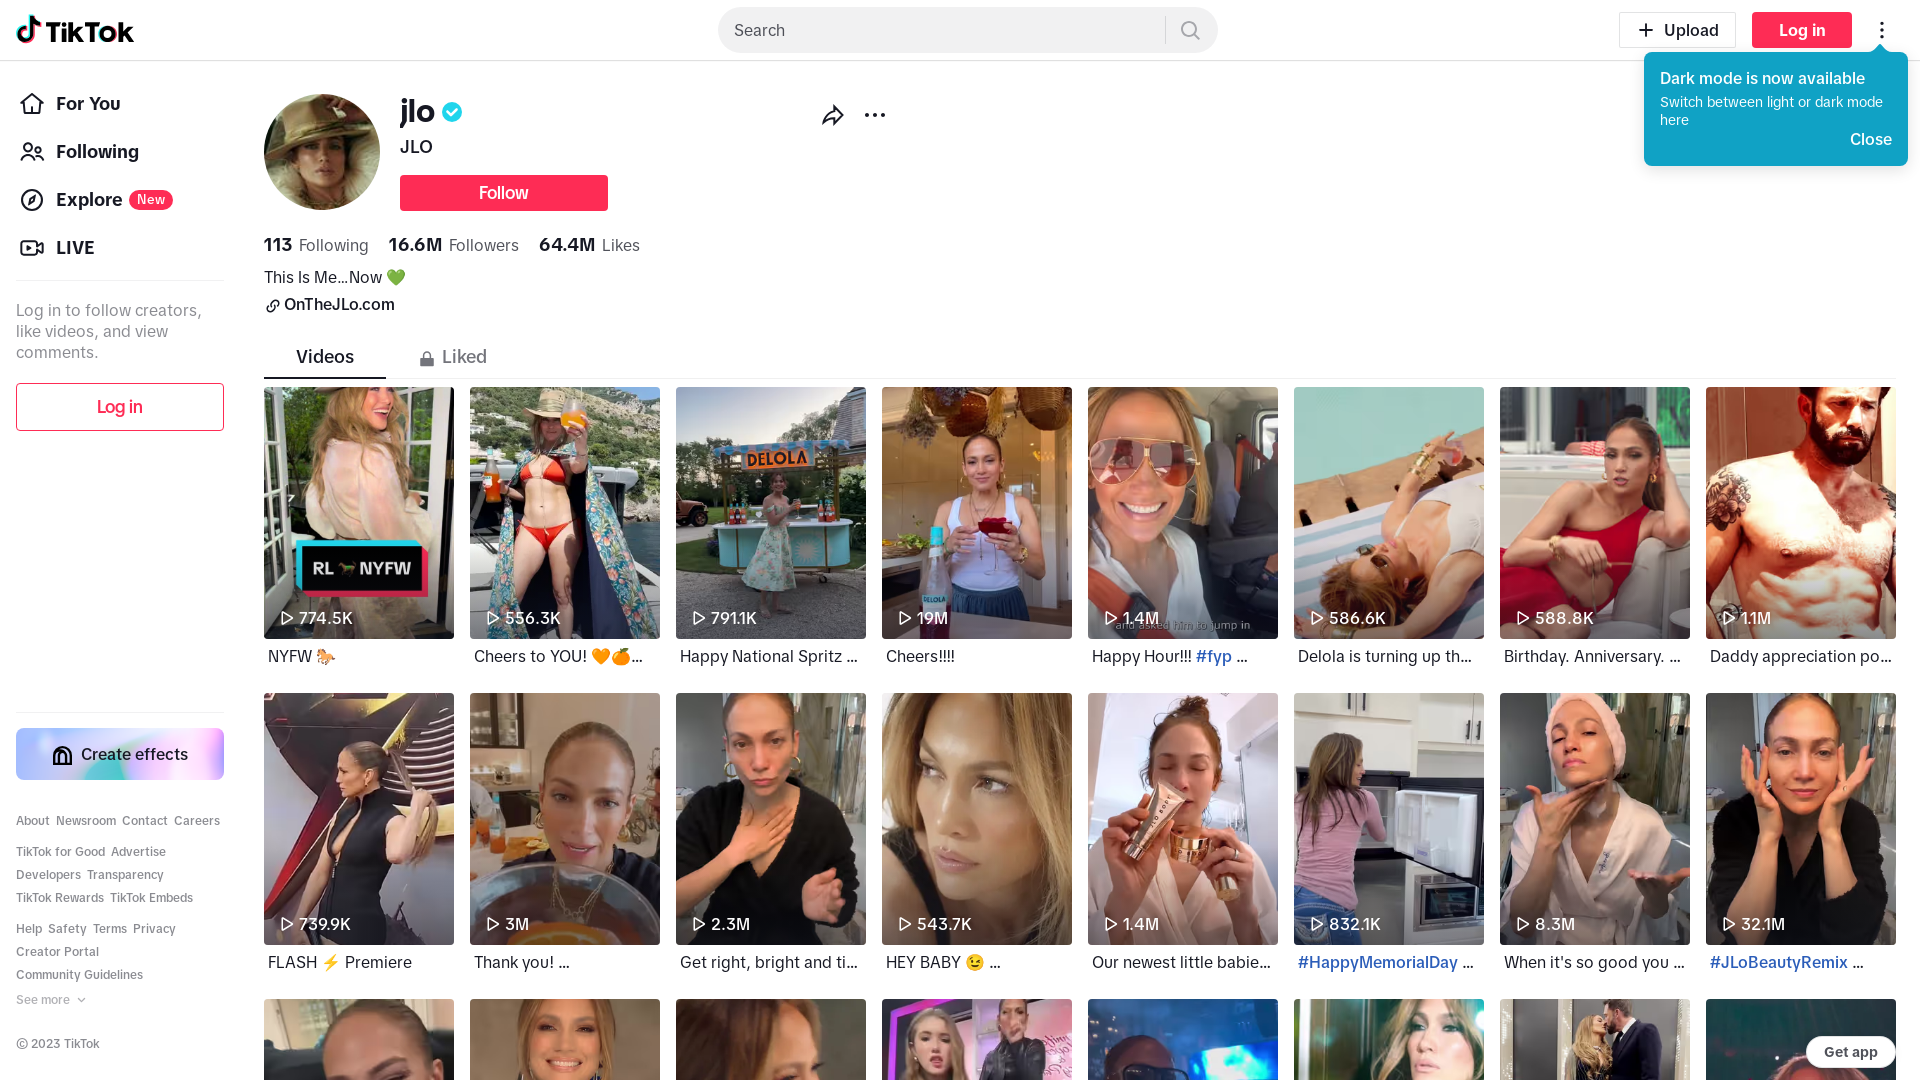 TikTok
Search
Upload
Log in
Dark mode is now available
Switch between light or dark mode
here
Close
For You
Following
Explore New
LIVE
Log in to follow creators,
like videos, and view
comments.
Log in
Create effects
About Newsroom Contact Careers
TikTok for Good Advertise
Developers Transparency
TikTok Rewards TikTok Embeds
Help Safety Terms Privacy
Creator Portal
Community Guidelines
See more
© 2023 TikTok
jlo
JLO
Follow
113 Following 16.6M Followers 64.4M Likes
This Is Me...Now 💚
OnTheJLo.com
Videos Liked
RL 🐎 NYFW
774.5K
NYFW 🐎
556.3K
Cheers to YOU! 🧡🍊...
DELOLA
791.1K
Happy National Spritz ...
DELOLA
19M
Cheers!!!!
and asked him to jump in
1.4M
Happy Hour!!! #fyp ...
586.6K
Delola is turning up th...
588.8K
Birthday. Anniversary. ...
1.1M
Daddy appreciation po...
739.9K
FLASH ⚡ Premiere
3M
Thank you! ...
2.3M
Get right, bright and ti...
543.7K
HEY BABY 😉 ...
1.4M
Our newest little babie...
832.1K
#HappyMemorialDay ...
8.3M
When it's so good you ...
32.1M
#JLoBeautyRemix ...
Get app